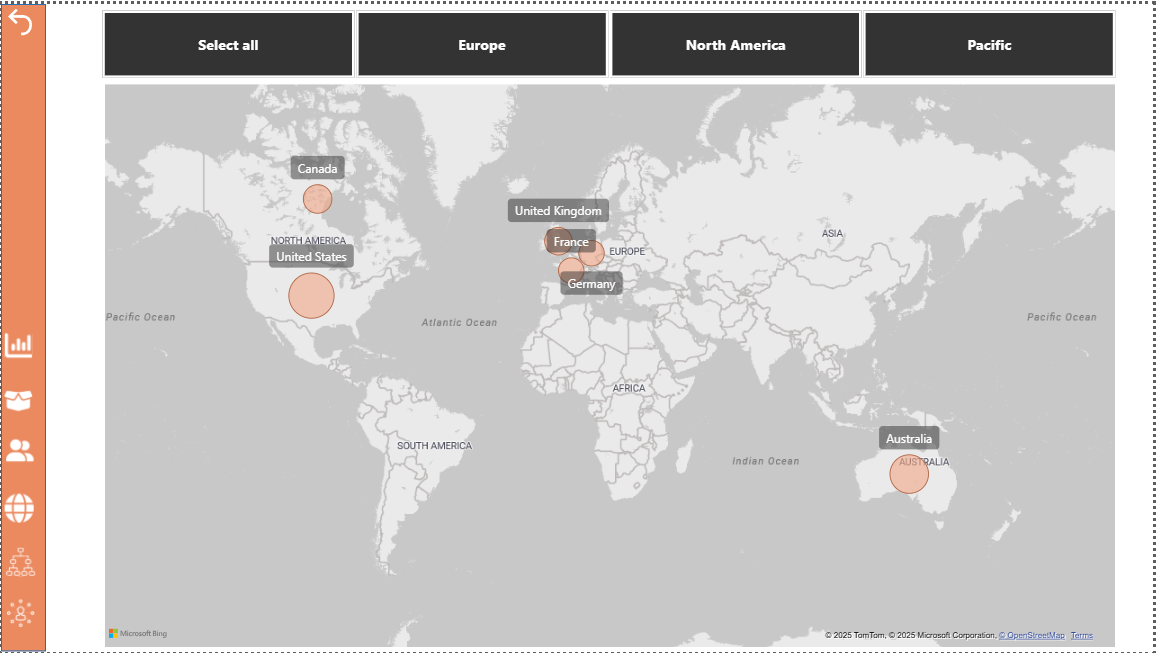 Select all
Europe
North America
Pacific
Canada
United Kingdom
ASIA
NORTH AMERICA
France
EUROPE
United States
Germany
Pacific Ocean
Atlantic Ocean
Pacific Ocean
AFRICA
SOUTH AMERICA
Australia
Indian Ocean
AUSTRALIA
Microsoft Bing
© 2025 TomTom, © 2025 Microsoft Corporation, © OpenStreetMap Terms